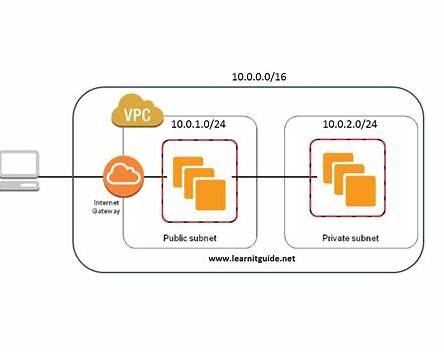 10.0.0.0/16
VPC
10.0.1.0/24
10.0.2.0/24
Internet
Gateway
Public subnet
Private subnet
www.learnitguide.net